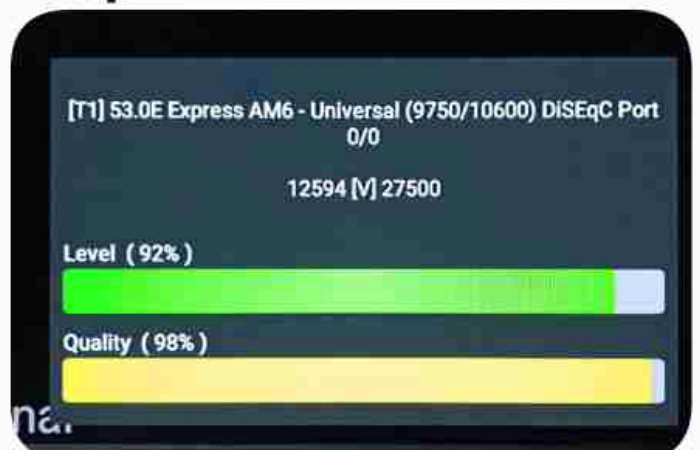 [T1] 53.0E Express AM6 - Universal (9750/10600) DiSEqC Port
0/0
12594 [V] 27500
Level ( 92% )
Quality ( 98% )